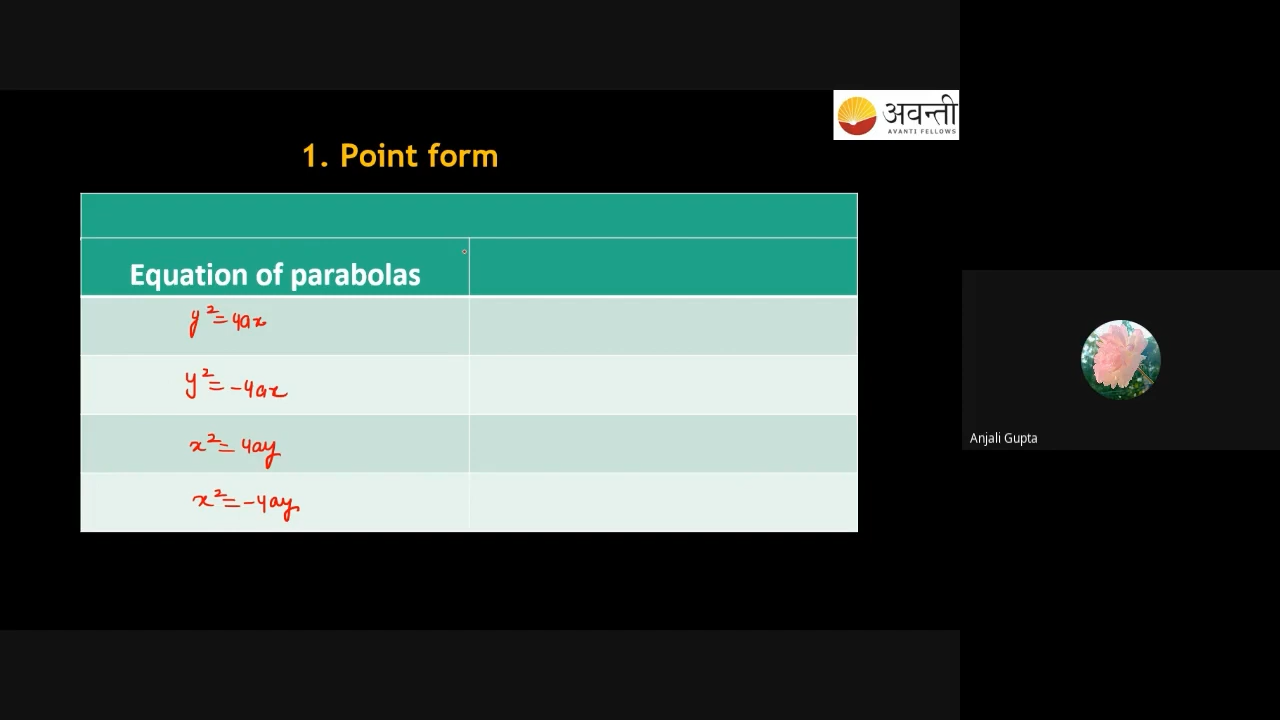 अवन्ती
AVANTI FELLOWS
1. Point form
Equation of parabolas
y² = 4ax
y² = -4ax
x² = 4ay
x² = -4ay
Anjali Gupta